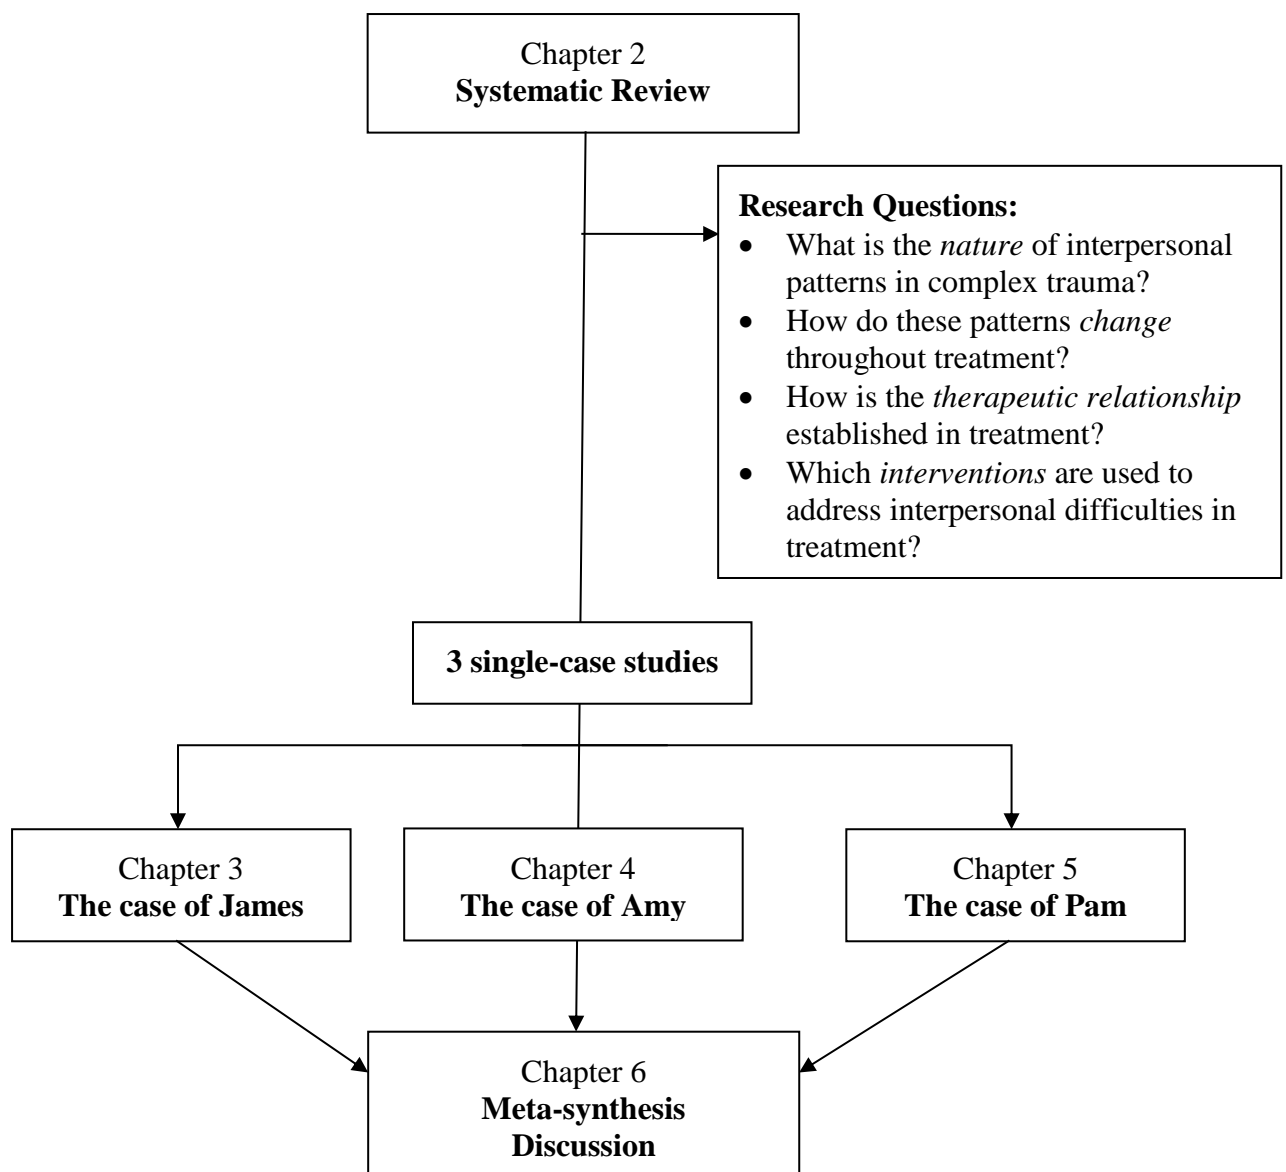 Chapter 2
Systematic Review
Research Questions:
• What is the nature of interpersonal
patterns in complex trauma?
• How do these patterns change
throughout treatment?
• How is the therapeutic relationship
established in treatment?
• Which interventions are used to
address interpersonal difficulties in
treatment?
3 single-case studies
Chapter 3
The case of James
Chapter 4
The case of Amy
Chapter 5
The case of Pam
Chapter 6
Meta-synthesis
Discussion